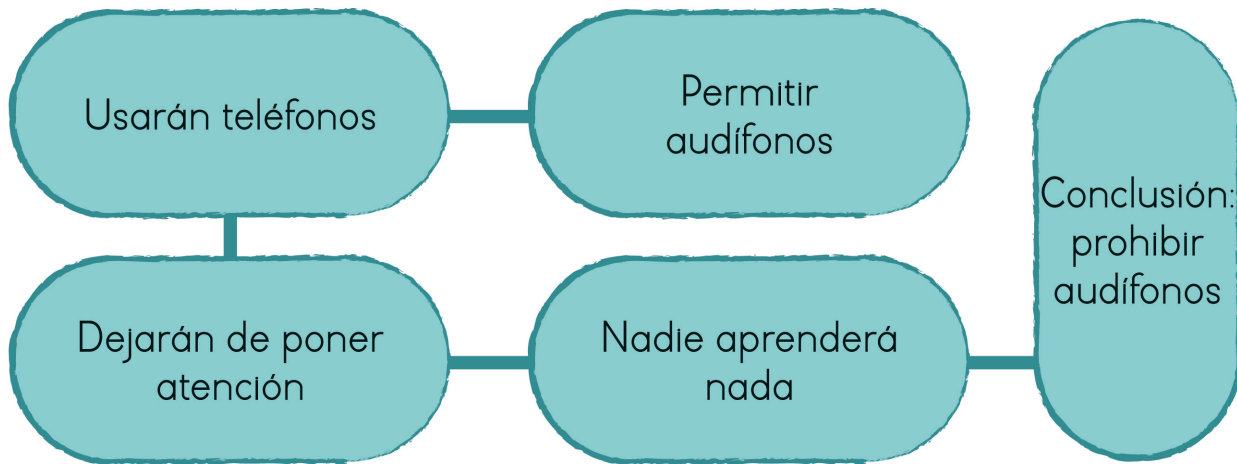 Usarán teléfonos
Permitir
audífonos
Dejarán de poner
atención
Nadie aprenderá
nada
Conclusión:
prohibir
audífonos